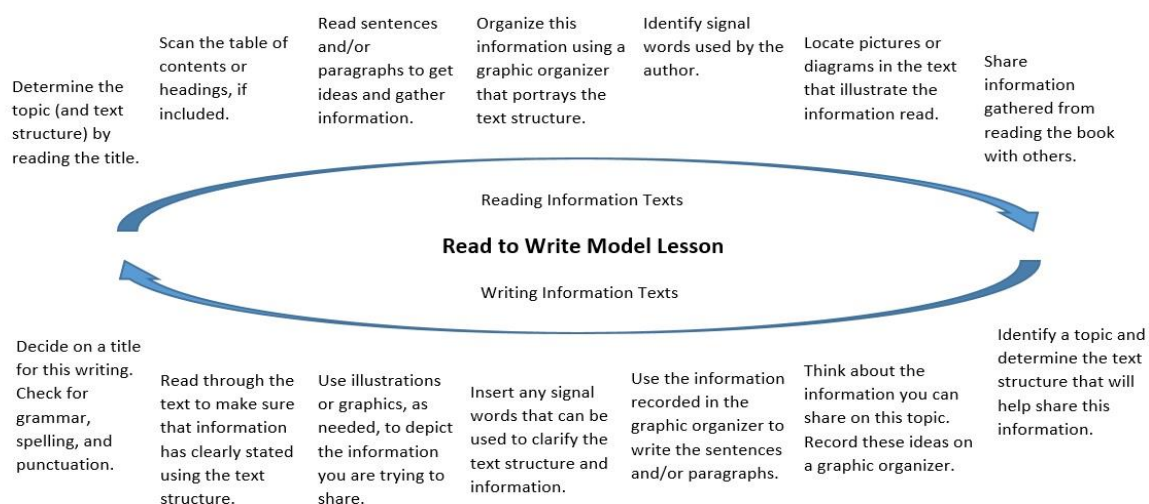 Determine the
topic (and text
structure) by
reading the title.
Scan the table of
contents or
headings, if
included.
Read sentences
and/or
paragraphs to get
ideas and gather
information.
Organize this
information using a
graphic organizer
that portrays the
text structure.
Identify signal
words used by the
author.
Locate pictures or
diagrams in the text
that illustrate the
information read.
Share
information
gathered from
reading the book
with others.
Reading Information Texts
Read to Write Model Lesson
Writing Information Texts
Decide on a title
for this writing.
Check for
grammar,
spelling, and
punctuation.
Read through the
text to make sure
that information
has clearly stated
using the text
structure.
Use illustrations
or graphics, as
needed, to depict
the information
you are trying to
share.
Insert any signal
words that can be
used to clarify the
text structure and
information.
Use the information
recorded in the
graphic organizer to
write the sentences
and/or paragraphs.
Think about the
information you can
share on this topic.
Record these ideas on
a graphic organizer.
Identify a topic and
determine the text
structure that will
help share this
information.